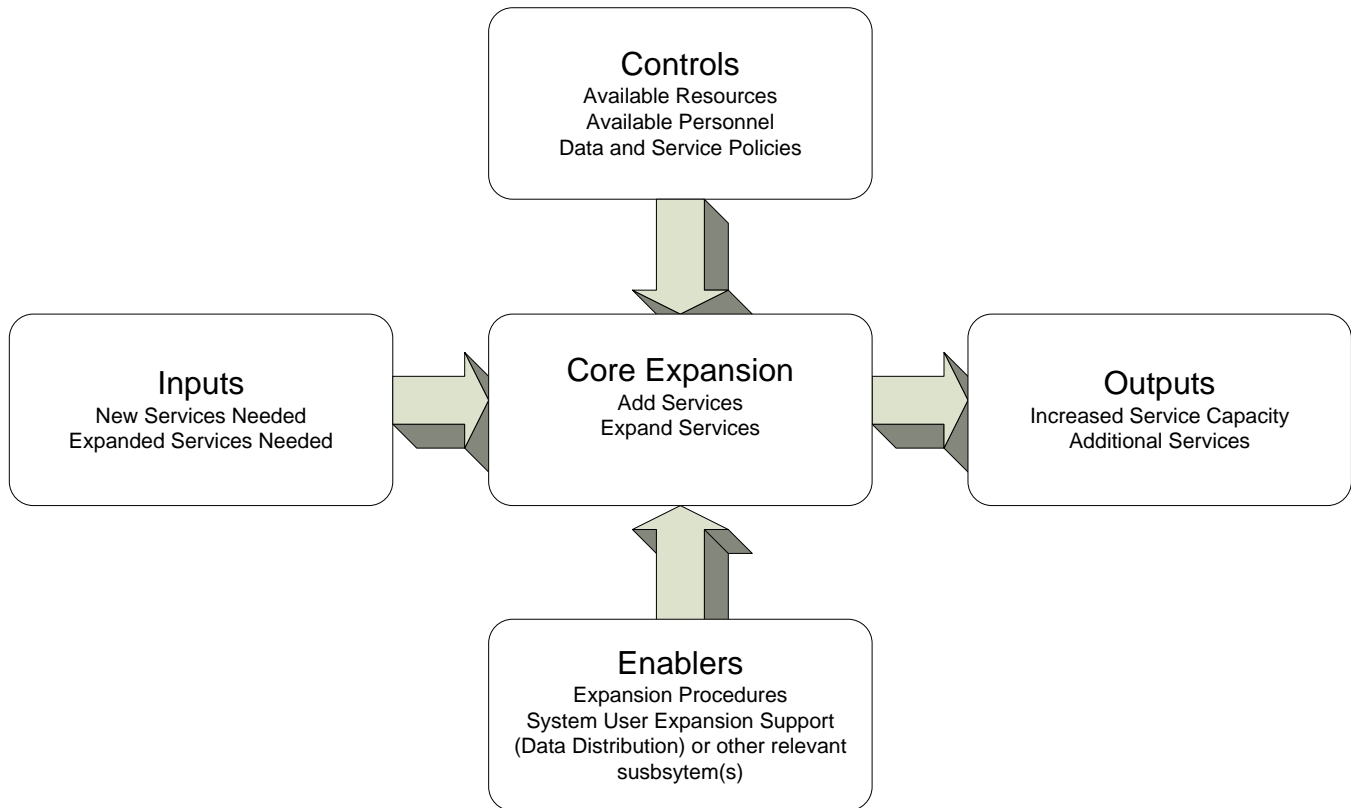 Controls
Available Resources
Available Personnel
Data and Service Policies
Inputs
New Services Needed
Expanded Services Needed
Core Expansion
Add Services
Expand Services
Outputs
Increased Service Capacity
Additional Services
Enablers
Expansion Procedures
System User Expansion Support
(Data Distribution) or other relevant
susbsytem(s)